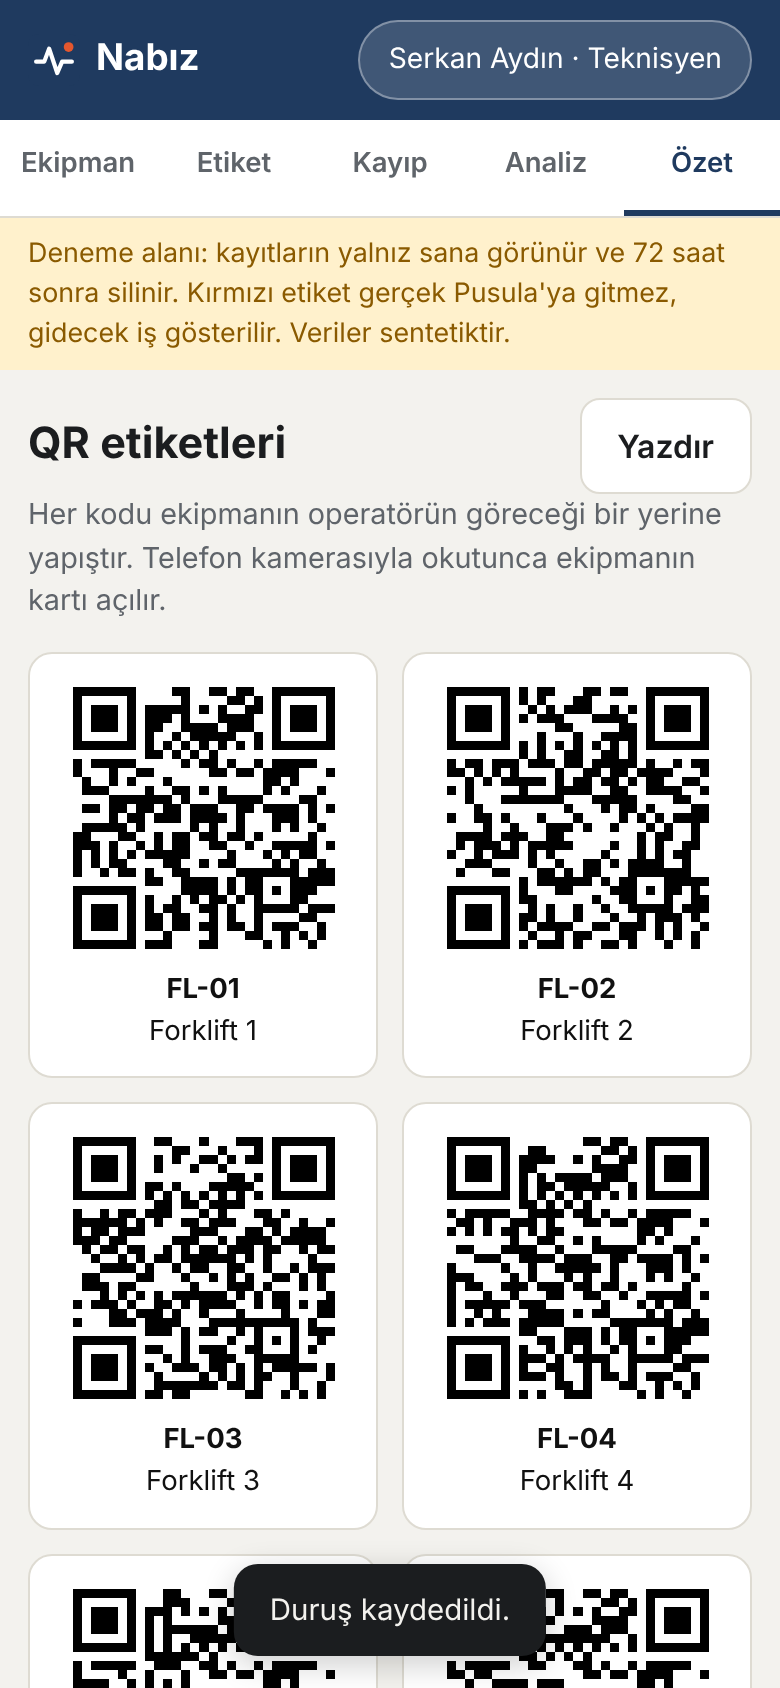 Nabız
Serkan Aydın · Teknisyen
Ekipman
Etiket
Kayıp
Analiz
Özet
Deneme alanı: kayıtların yalnız sana görünür ve 72 saat
sonra silinir. Kırmızı etiket gerçek Pusula'ya gitmez,
gidecek iş gösterilir. Veriler sentetiktir.
QR etiketleri
Yazdır
Her kodu ekipmanın operatörün göreceği bir yerine
yapıştır. Telefon kamerasıyla okutunca ekipmanın
kartı açılır.
FL-01
Forklift 1
FL-02
Forklift 2
FL-03
Forklift 3
FL-04
Forklift 4
Duruş kaydedildi.